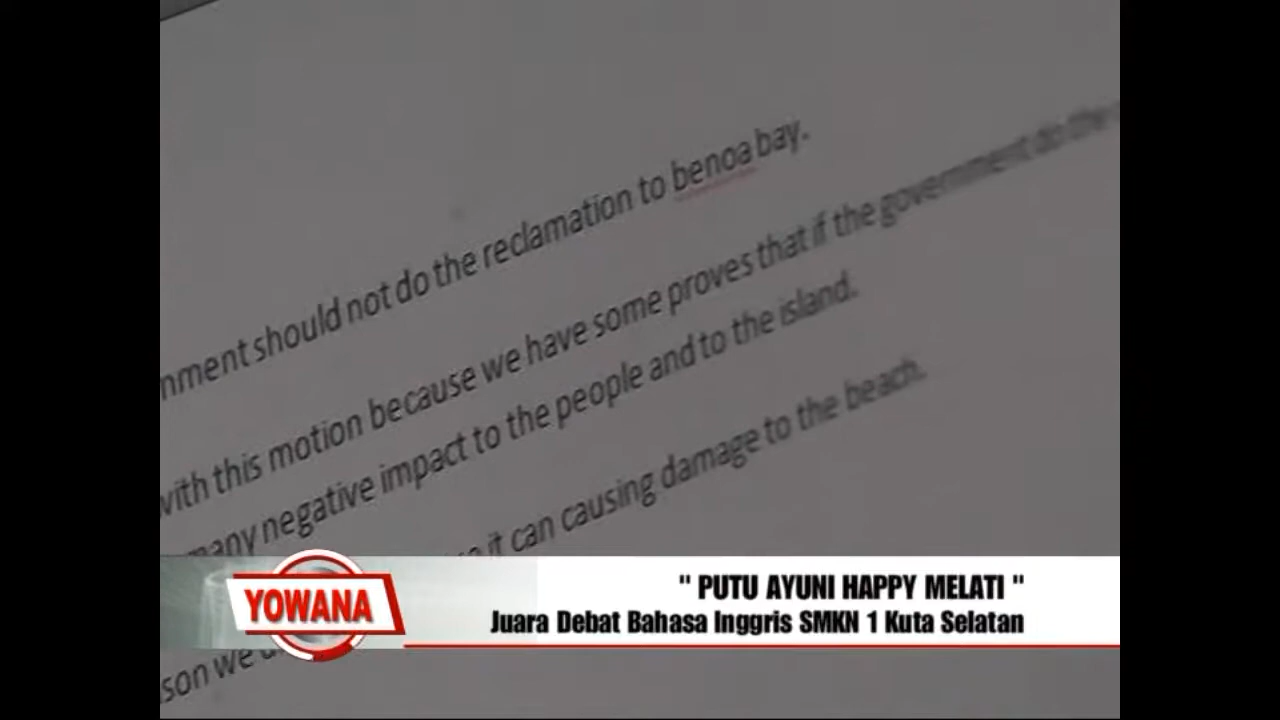 nment should not do the reclamation to benoa bay.
with this motion because we have some proves that if the government do the
many negative impact to the people and to the island.
it can causing damage to the beach.
son we
YOWANA
" PUTU AYUNI HAPPY MELATI "
Juara Debat Bahasa Inggris SMKN 1 Kuta Selatan